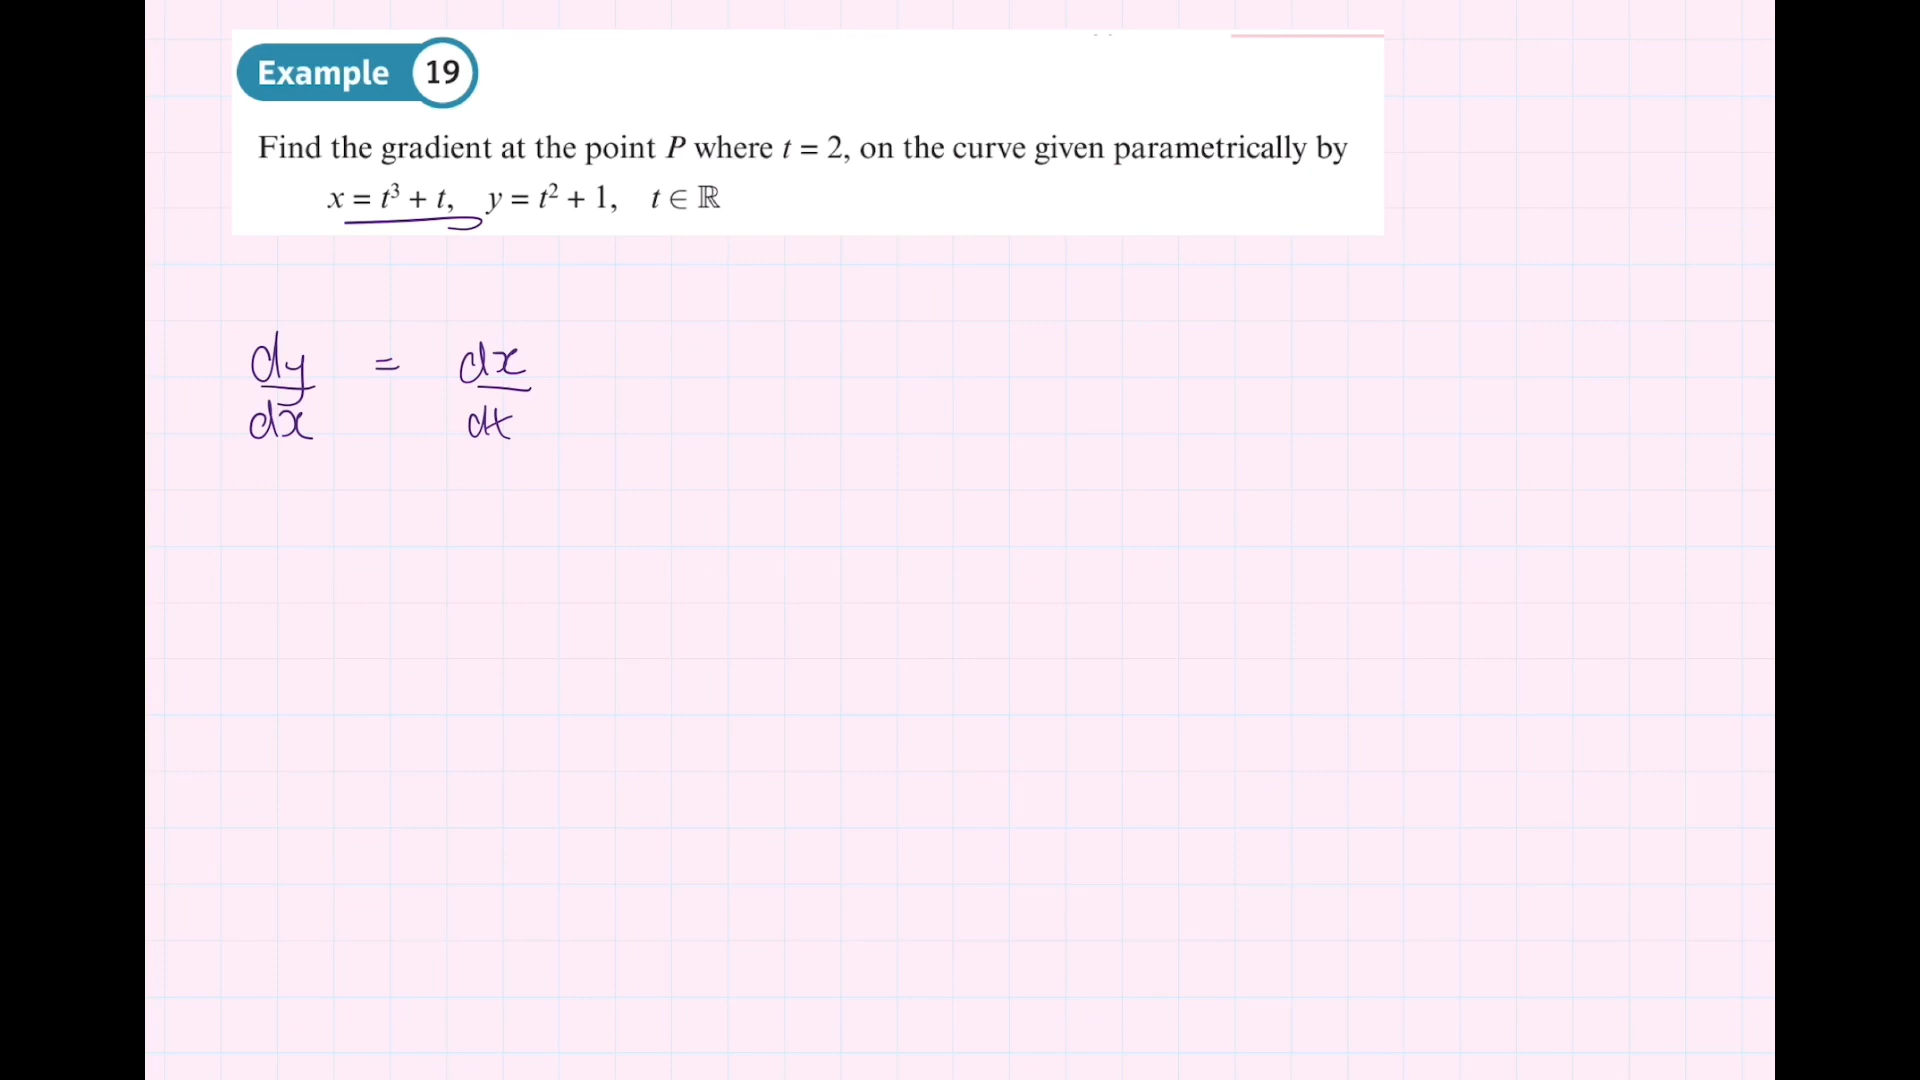 Example 19
Find the gradient at the point P where t = 2, on the curve given parametrically by
x = t³ + t, y = t² + 1, t ∈ ℝ
dy = dx
dx dt